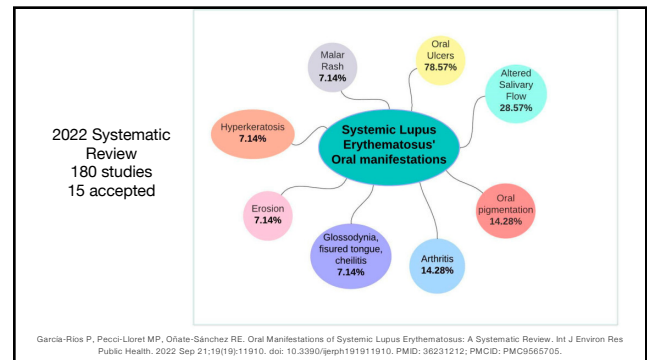 2022 Systematic
Review
180 studies
15 accepted
Systemic Lupus
Erythematosus'
Oral manifestations
Malar
Rash
7.14%
Oral
Ulcers
78.57%
Altered
Salivary
Flow
28.57%
Hyperkeratosis
7.14%
Oral
pigmentation
14.28%
Erosion
7.14%
Glossodynia,
fisured tongue,
cheilitis
7.14%
Arthritis
14.28%
García-Ríos P, Pecci-Lloret MP, Oñate-Sánchez RE. Oral Manifestations of Systemic Lupus Erythematosus: A Systematic Review. Int J Environ Res
Public Health. 2022 Sep 21;19(19):11910. doi: 10.3390/ijerph191911910. PMID: 36231212; PMCID: PMC9565705.